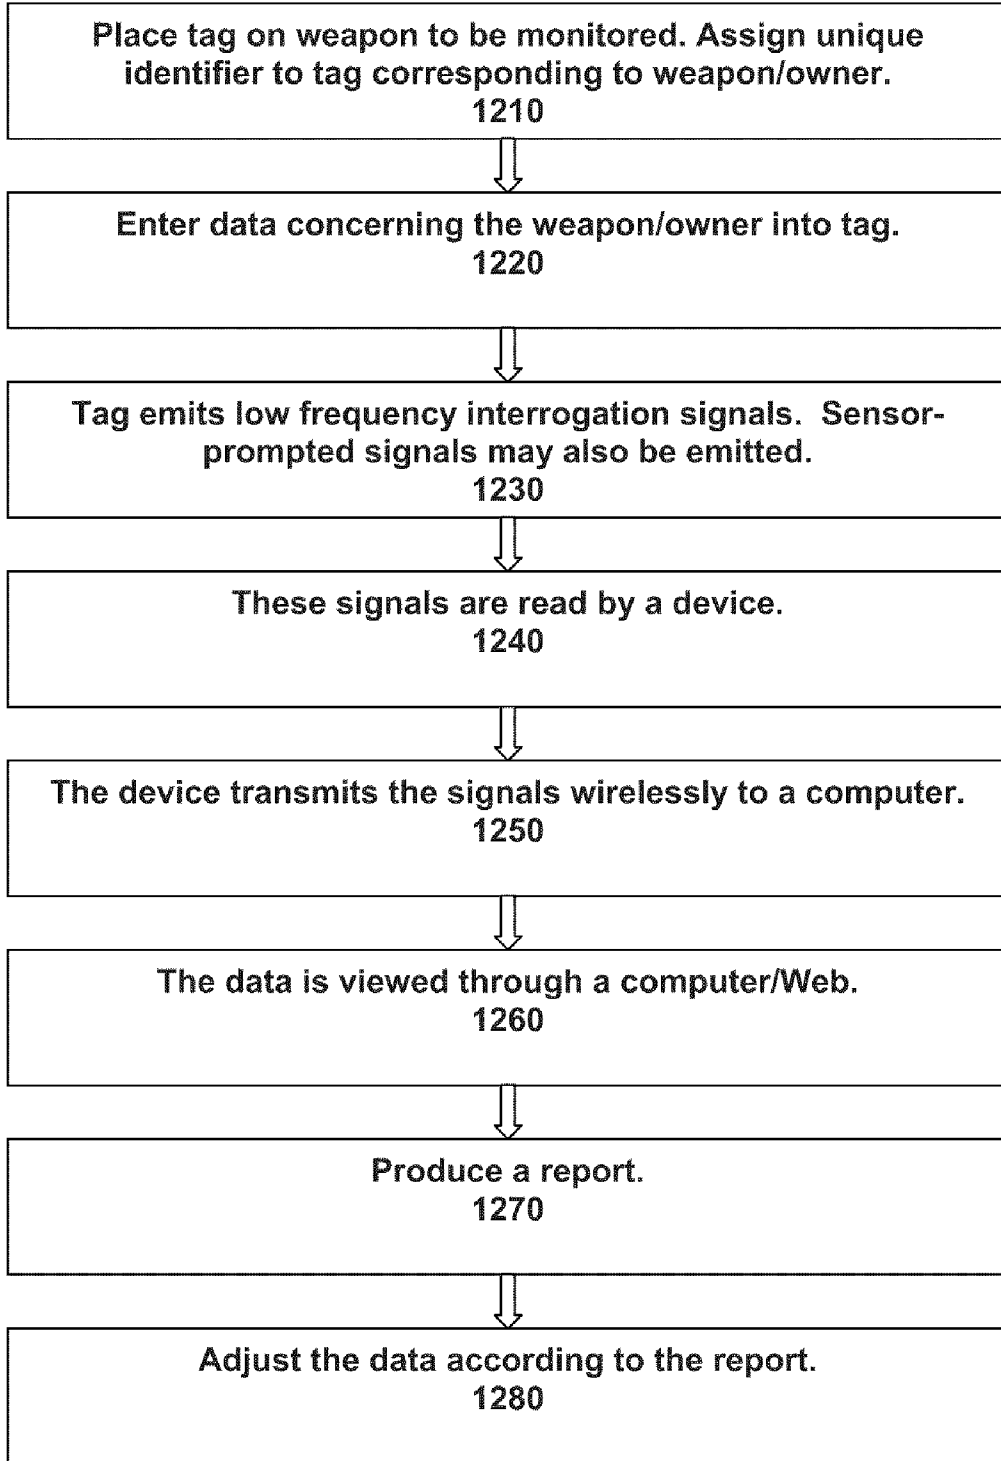 Place tag on weapon to be monitored. Assign unique
identifier to tag corresponding to weapon/owner.
1210
Enter data concerning the weapon/owner into tag.
1220
Tag emits low frequency interrogation signals.  Sensor-
prompted signals may also be emitted.
1230
These signals are read by a device.
1240
The device transmits the signals wirelessly to a computer.
1250
The data is viewed through a computer/Web.
1260
Produce a report.
1270
Adjust the data according to the report.
1280